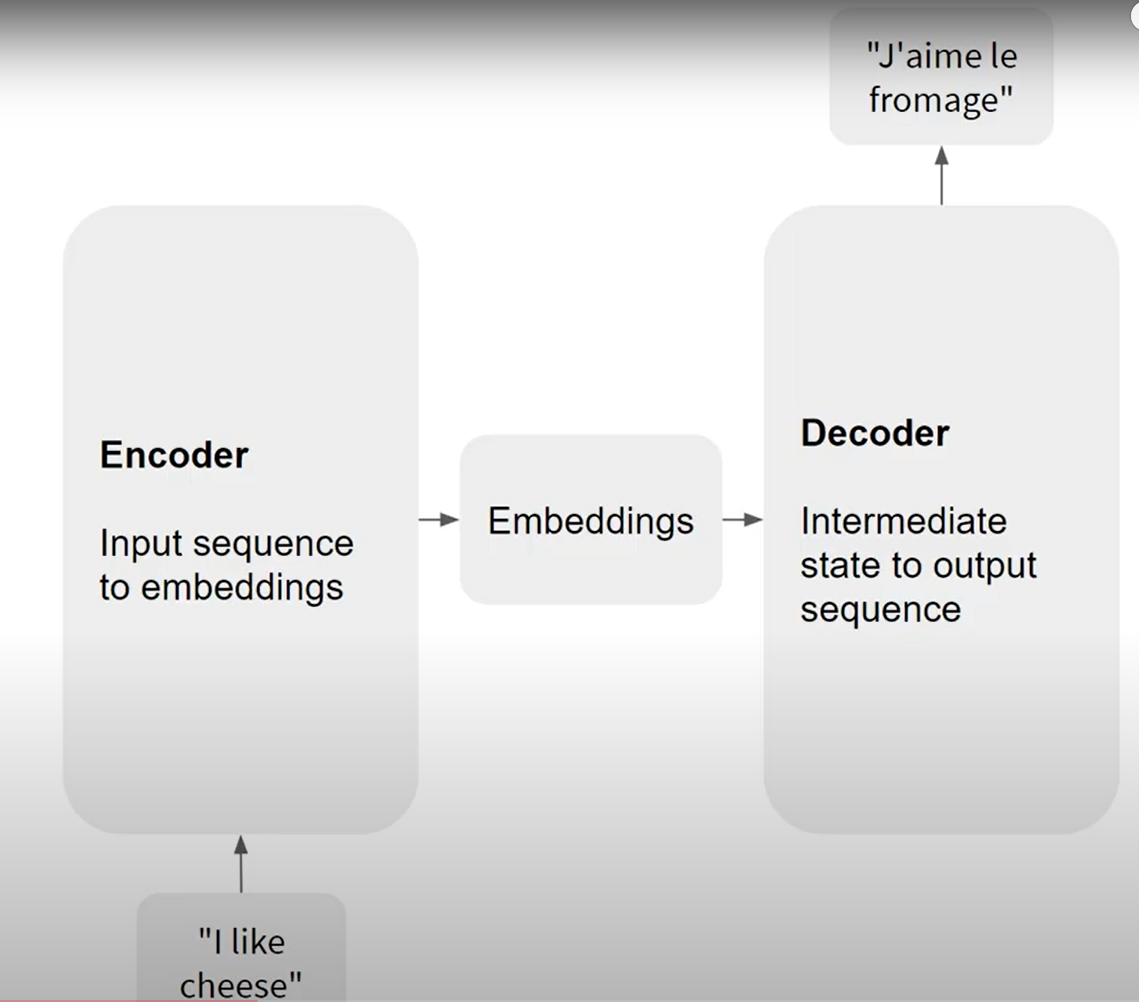 "J'aime le
fromage"
Encoder
Input sequence
to embeddings
Embeddings
Decoder
Intermediate
state to output
sequence
"I like
cheese"